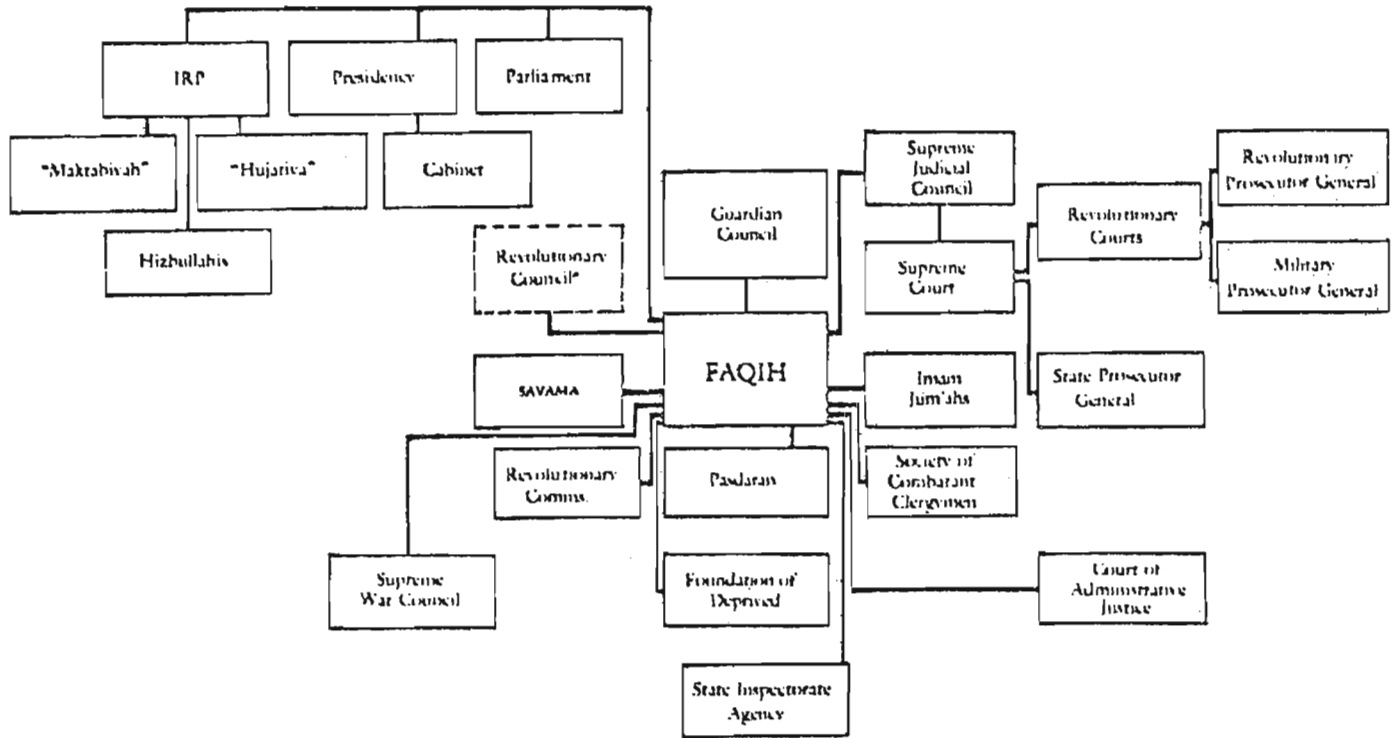 IRP
Presidency
Parliament
"Maktabivah"
"Hujatiya"
Cabinet
Hizbullahis
Revolutionary
Council*
Guardian
Council
Supreme
Judicial
Council
Supreme
Court
Revolutionary
Courts
Revolutionary
Prosecutor General
Military
Prosecutor General
FAQIH
SAVAMA
Imam
Jum'ahs
State Prosecutor
General
Revolutionary
Comms.
Pasdaran
Society of
Combatant
Clergymen
Supreme
War Council
Foundation of
Deprived
Court of
Administrative
Justice
State Inspectorate
Agency